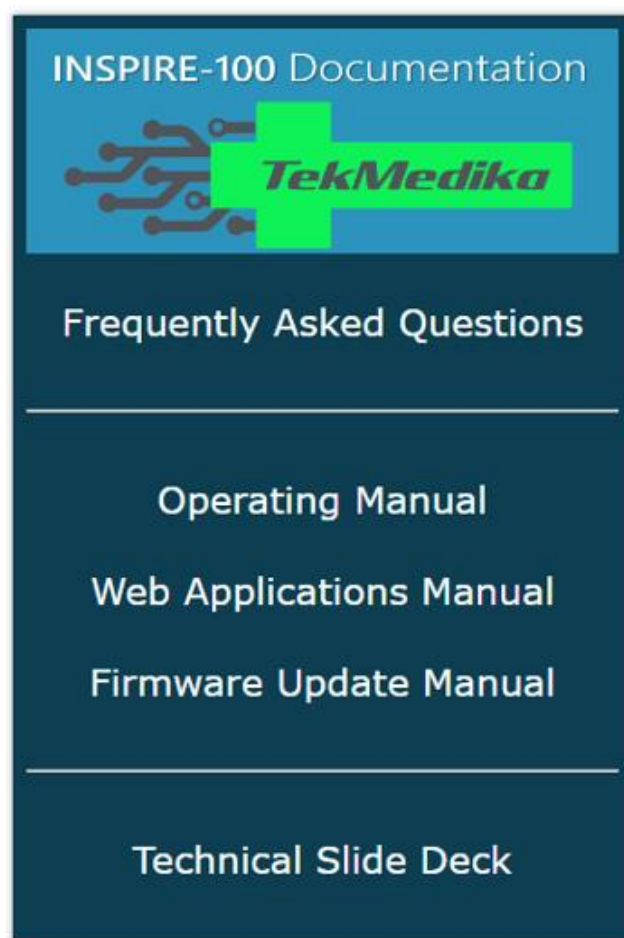 INSPIRE-100 Documentation
TekMedika
Frequently Asked Questions
Operating Manual
Web Applications Manual
Firmware Update Manual
Technical Slide Deck